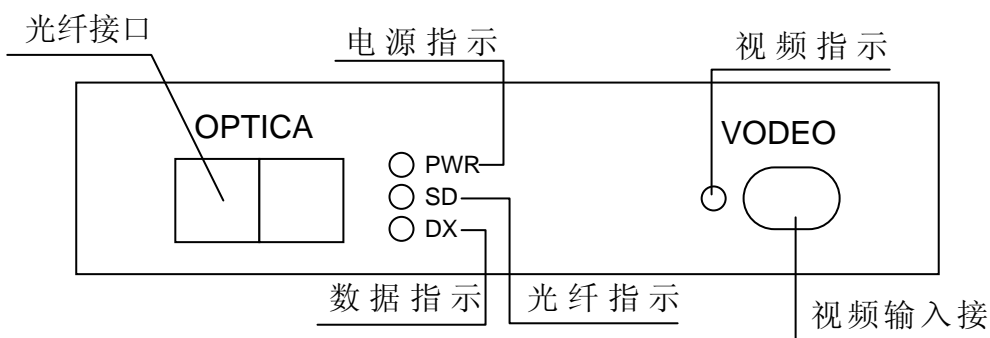 光纤接口
电源指示
视频指示
OPTICA
VODEO
PWR
SD
DX
数据指示
光纤指示
视频输入接